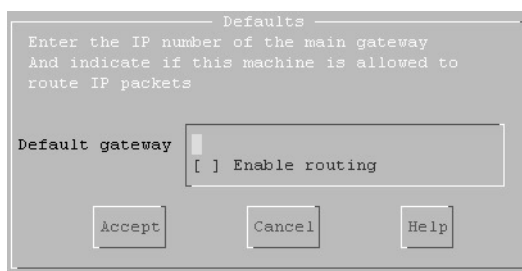 Defaults
Enter the IP number of the main gateway
And indicate if this machine is allowed to
route IP packets
Default gateway
[ ] Enable routing
Accept Cancel Help